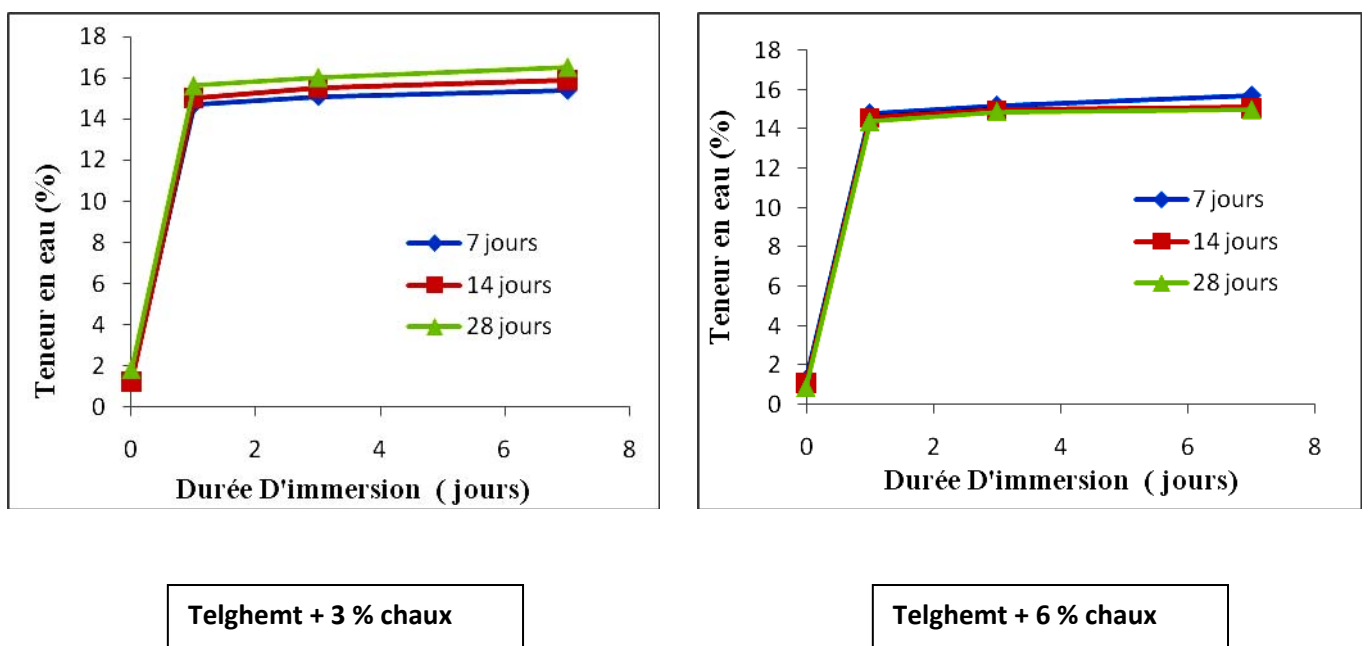 18
16
14
12
10
8
6
4
2
0
Teneur en eau (%)
7 jours
14 jours
28 jours
0 2 4 6 8
Durée D'immersion ( jours)
18
16
14
12
10
8
6
4
2
0
Teneur en eau (%)
7 jours
14 jours
28 jours
0 2 4 6 8
Durée D'immersion ( jours)
Telghemt + 3 % chaux
Telghemt + 6 % chaux